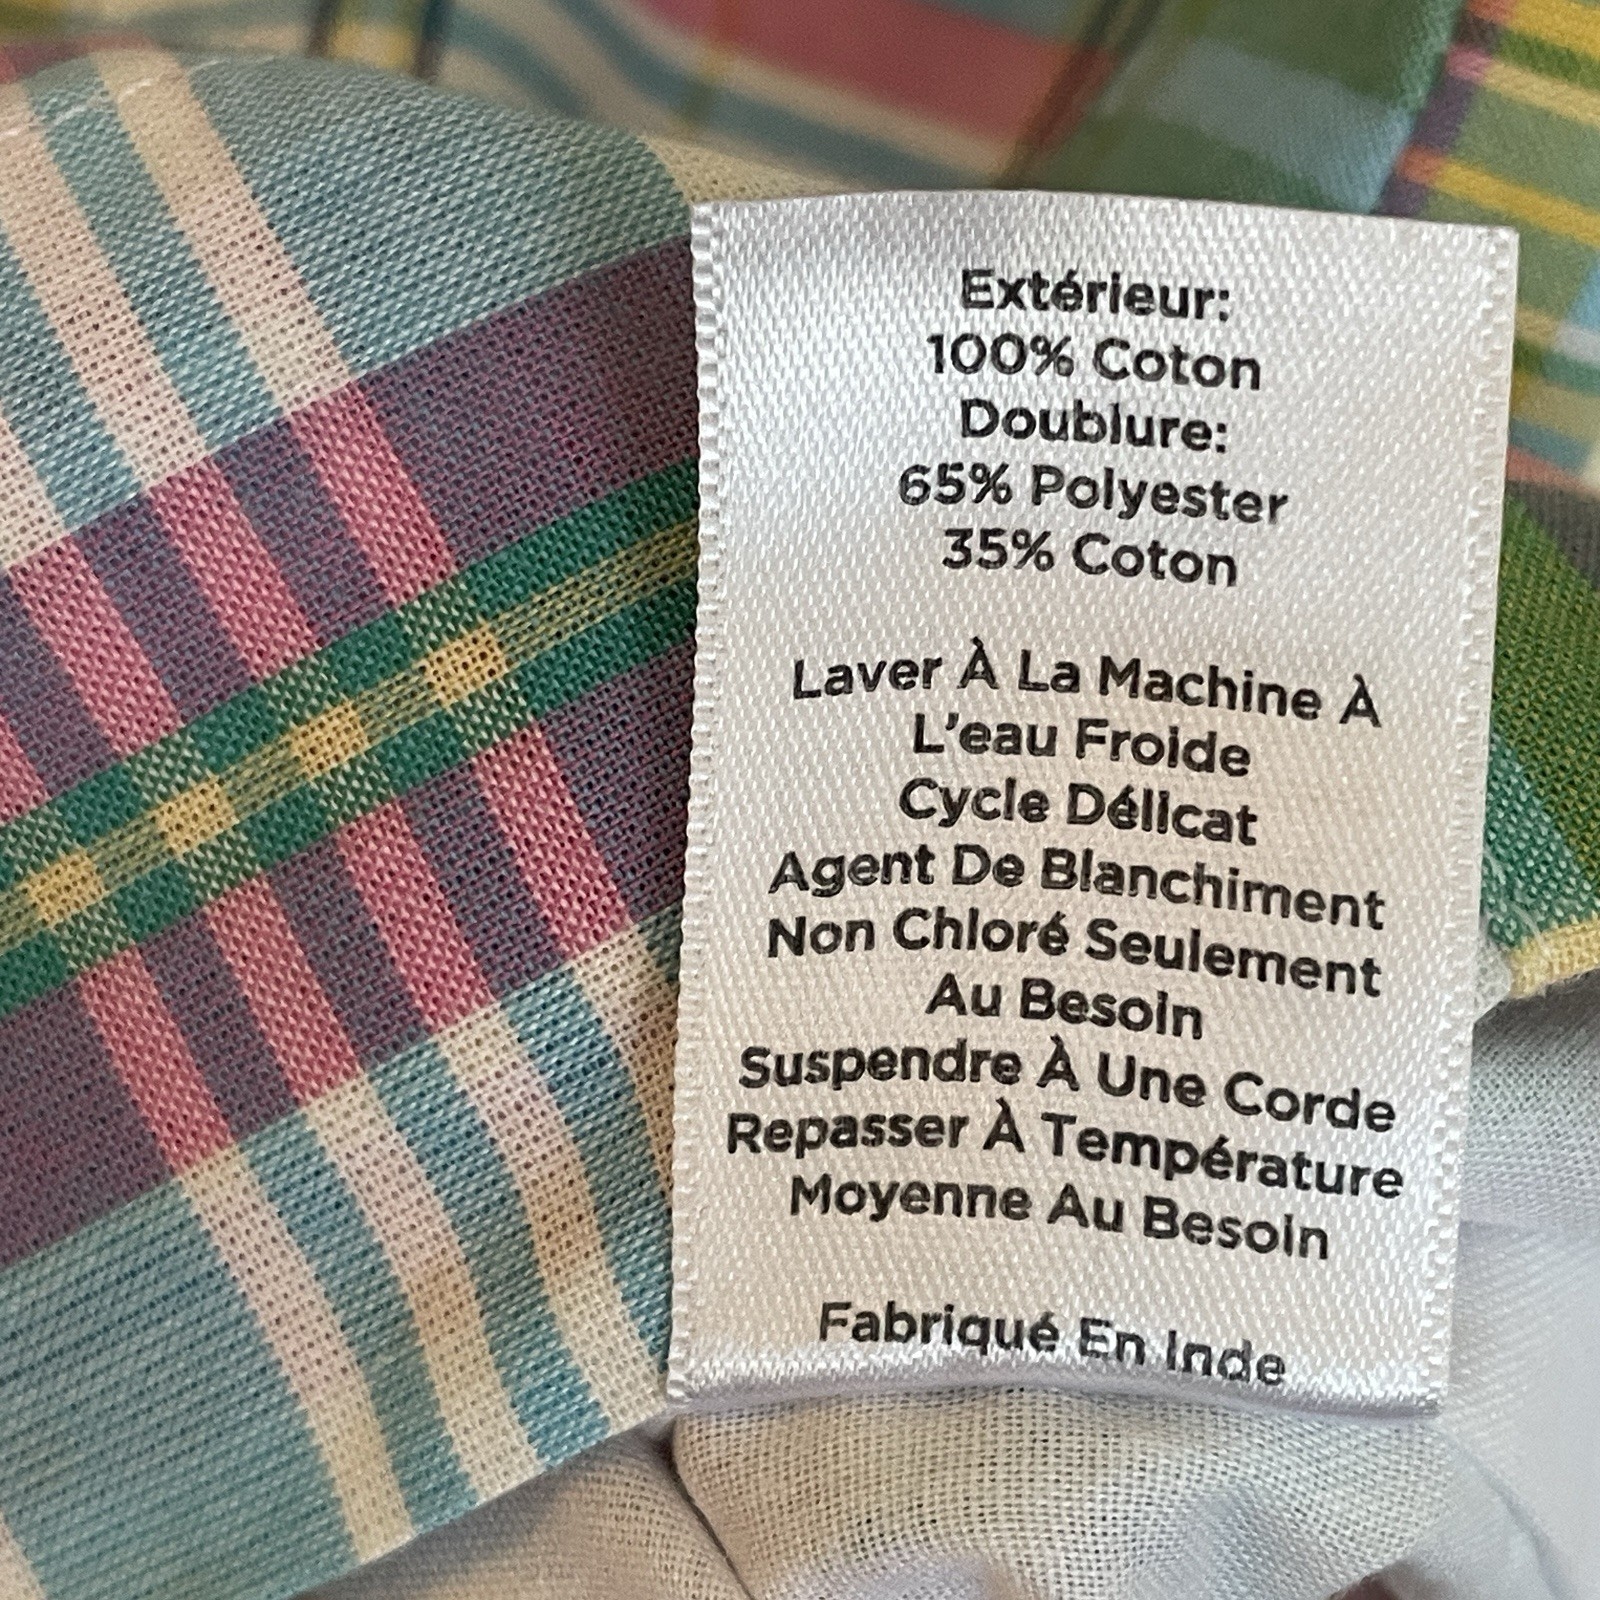 Extérieur:
100% Coton
Doublure:
65% Polyester
35% Coton
Laver À La Machine À
L'eau Froide
Cycle Délicat
Agent De Blanchiment
Non Chloré Seulement
Au Besoin
Suspendre À Une Corde
Repasser À Température
Moyenne Au Besoin
Fabriqué En Inde